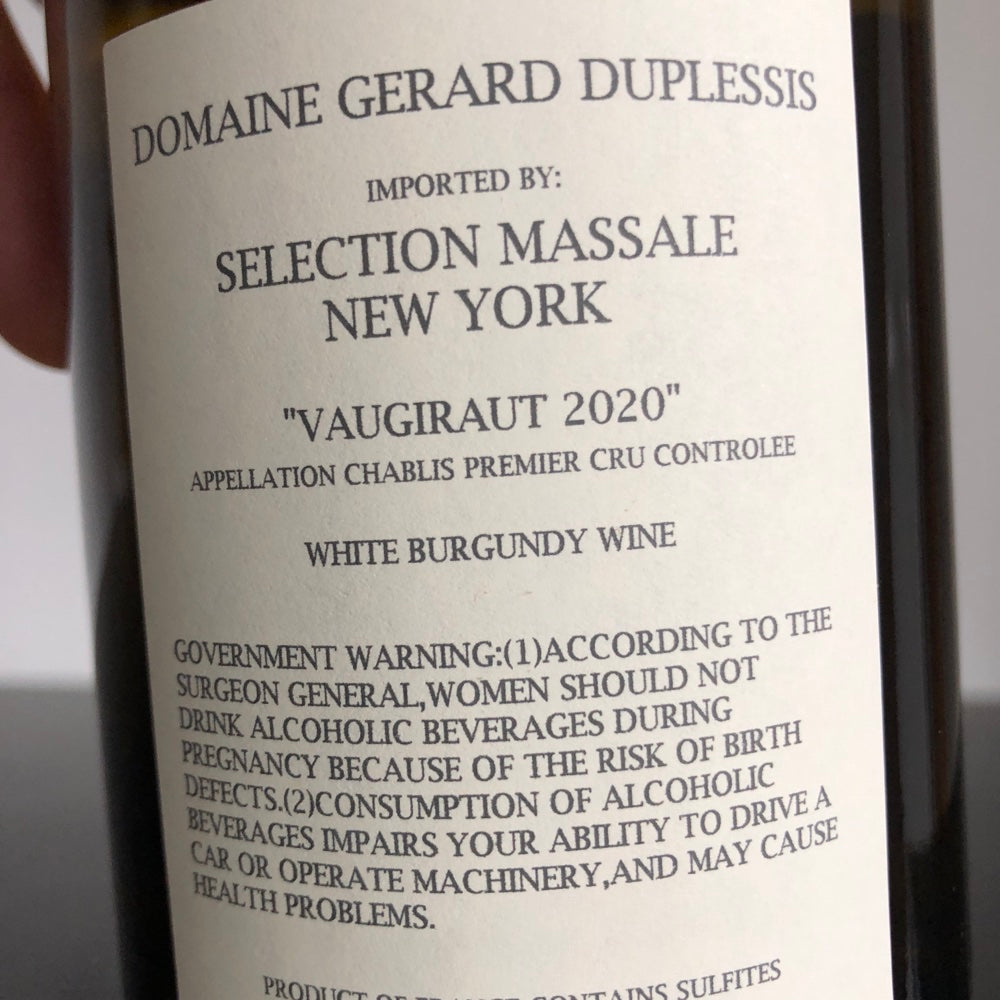 DOMAINE GERARD DUPLESSIS
IMPORTED BY:
SELECTION MASSALE
NEW YORK
"VAUGIRAUT 2020"
APPELLATION CHABLIS PREMIER CRU CONTROLEE
WHITE BURGUNDY WINE
GOVERNMENT WARNING:(1)ACCORDING TO THE
SURGEON GENERAL,WOMEN SHOULD NOT
DRINK ALCOHOLIC BEVERAGES DURING
PREGNANCY BECAUSE OF THE RISK OF BIRTH
DEFECTS.(2)CONSUMPTION OF ALCOHOLIC
BEVERAGES IMPAIRS YOUR ABILITY TO DRIVE A
CAR OR OPERATE MACHINERY,AND MAY CAUSE
HEALTH PROBLEMS.
PRODUCT OF FRANCE CONTAINS SULFITES